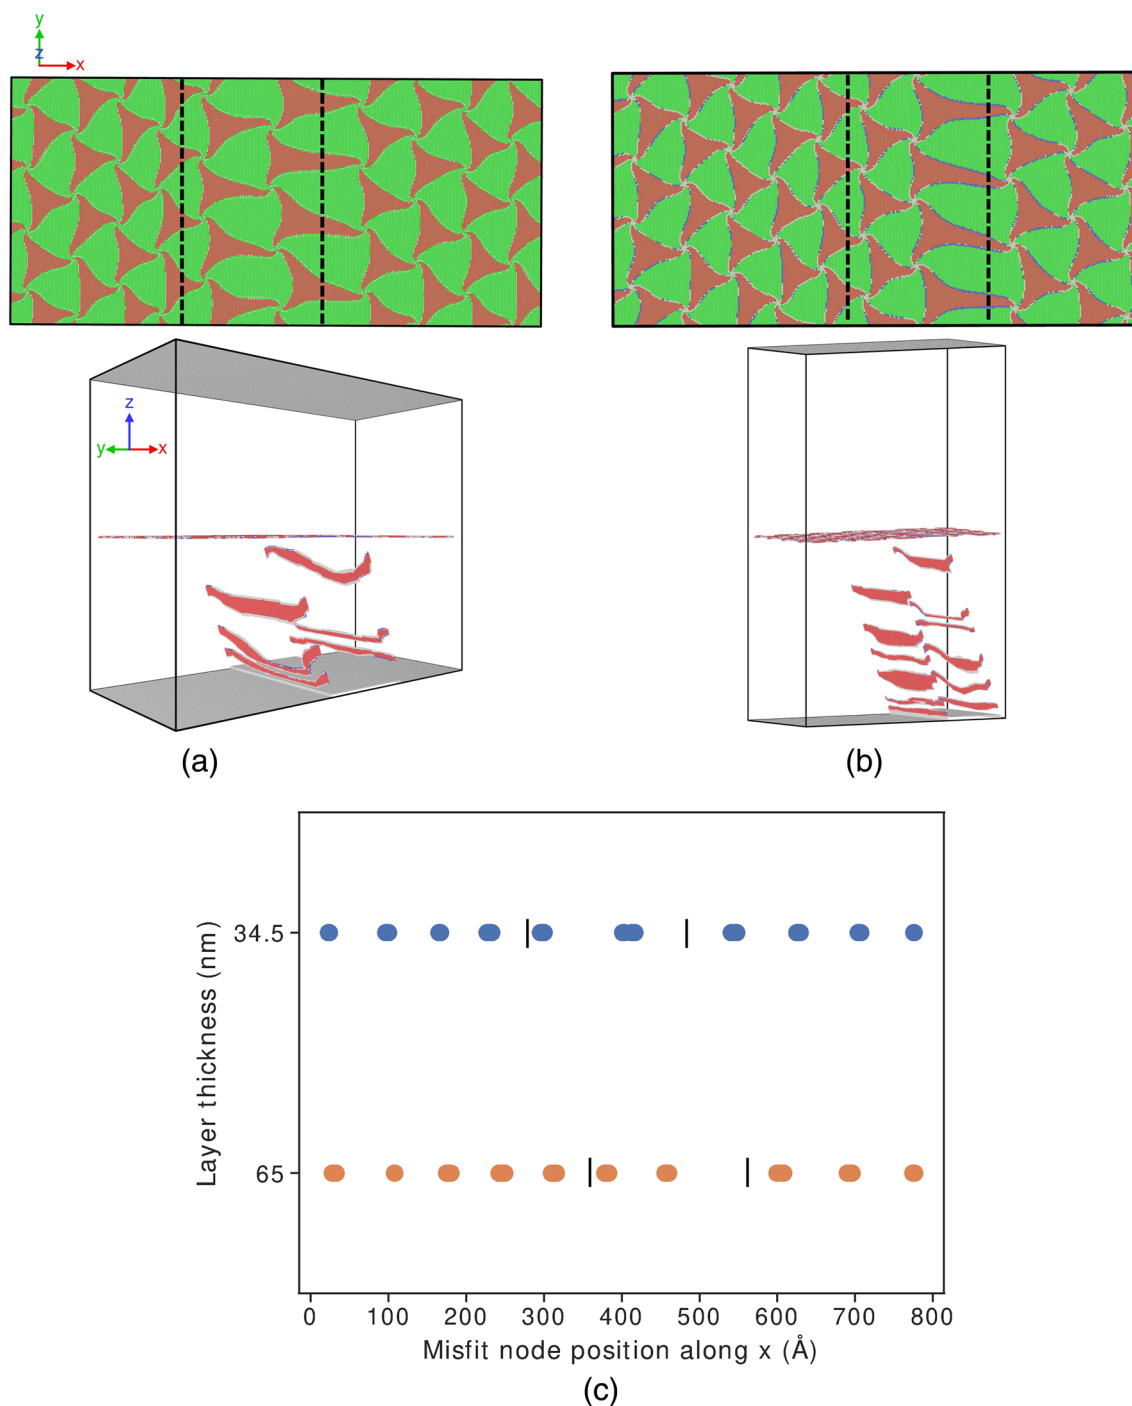 y
z
x
z
y x
(a)
(b)
Layer thickness (nm)
34.5
65
0 100 200 300 400 500 600 700 800
Misfit node position along x (Å)
(c)